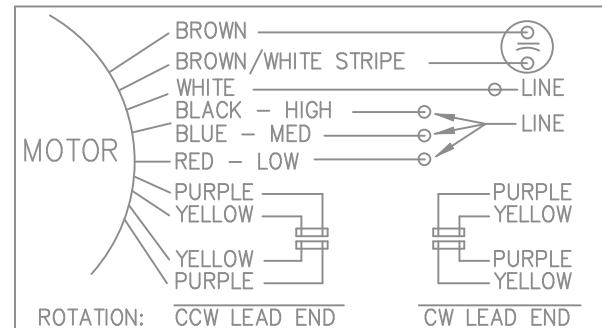 BROWN
BROWN/WHITE STRIPE
WHITE
LINE
BLACK - HIGH
BLUE - MED
LINE
MOTOR
RED - LOW
PURPLE
PURPLE
YELLOW
YELLOW
YELLOW
PURPLE
PURPLE
YELLOW
ROTATION: CCW LEAD END CW LEAD END